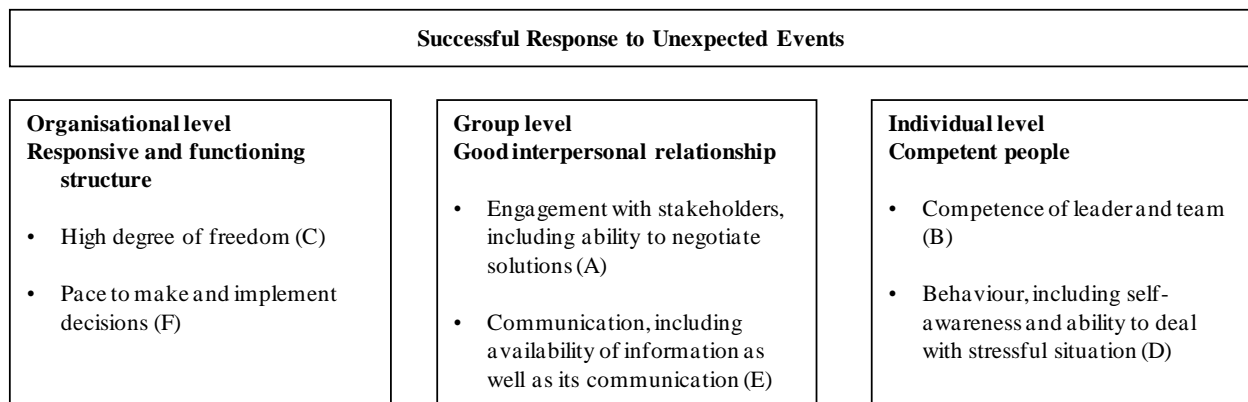 Successful Response to Unexpected Events
Organisational level
Responsive and functioning
structure
• High degree of freedom (C)
• Pace to make and implement
decisions (F)
Group level
Good interpersonal relationship
• Engagement with stakeholders,
including ability to negotiate
solutions (A)
• Communication, including
availability of information as
well as its communication (E)
Individual level
Competent people
• Competence of leader and team
(B)
• Behaviour, including self-
awareness and ability to deal
with stressful situation (D)